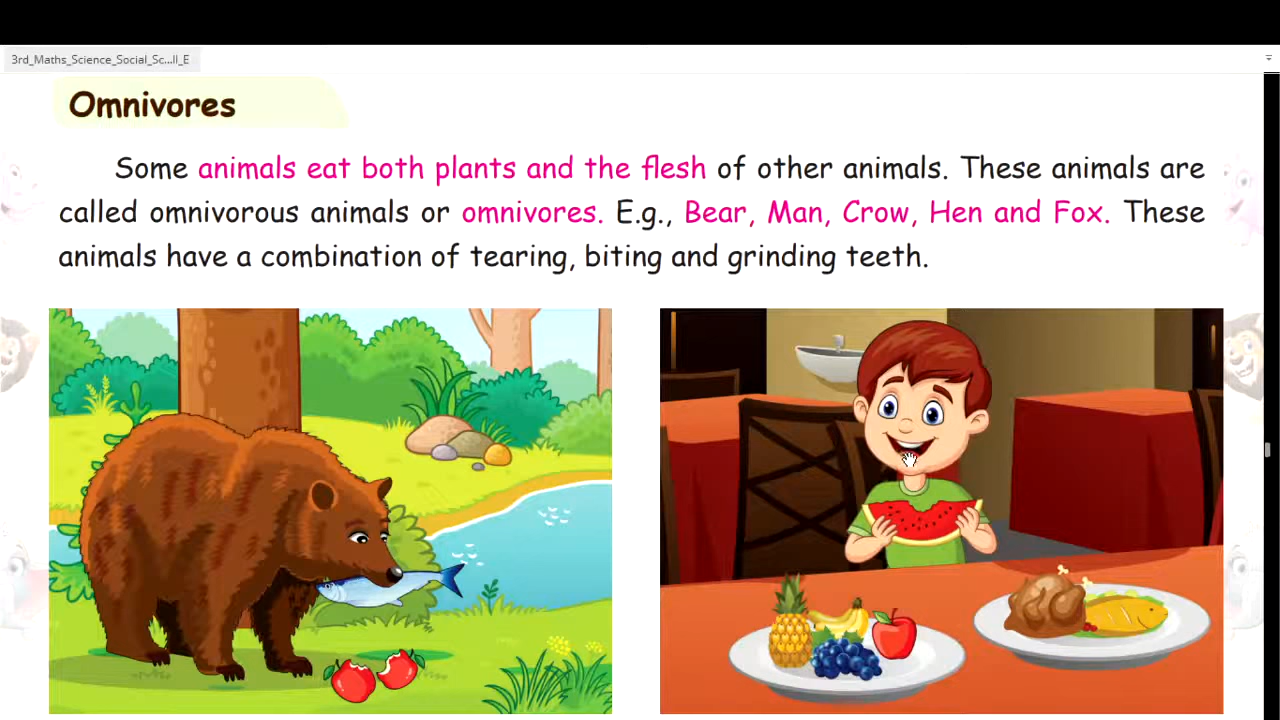 3rd_Maths_Science_Social_Sc...ll_E
Omnivores
Some animals eat both plants and the flesh of other animals. These animals are
called omnivorous animals or omnivores. E.g., Bear, Man, Crow, Hen and Fox. These
animals have a combination of tearing, biting and grinding teeth.